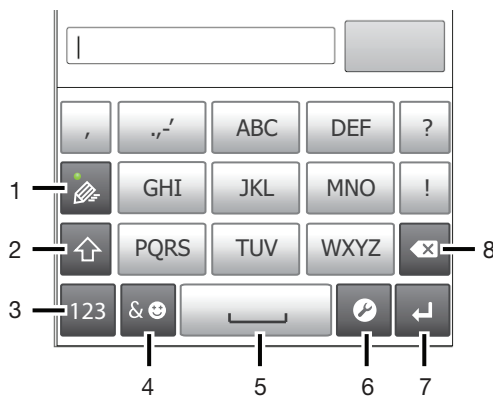 , .,-' ABC DEF ?
1 GHI JKL MNO !
2 PQRS TUV WXYZ 8
3 123 &
4 5 6 7